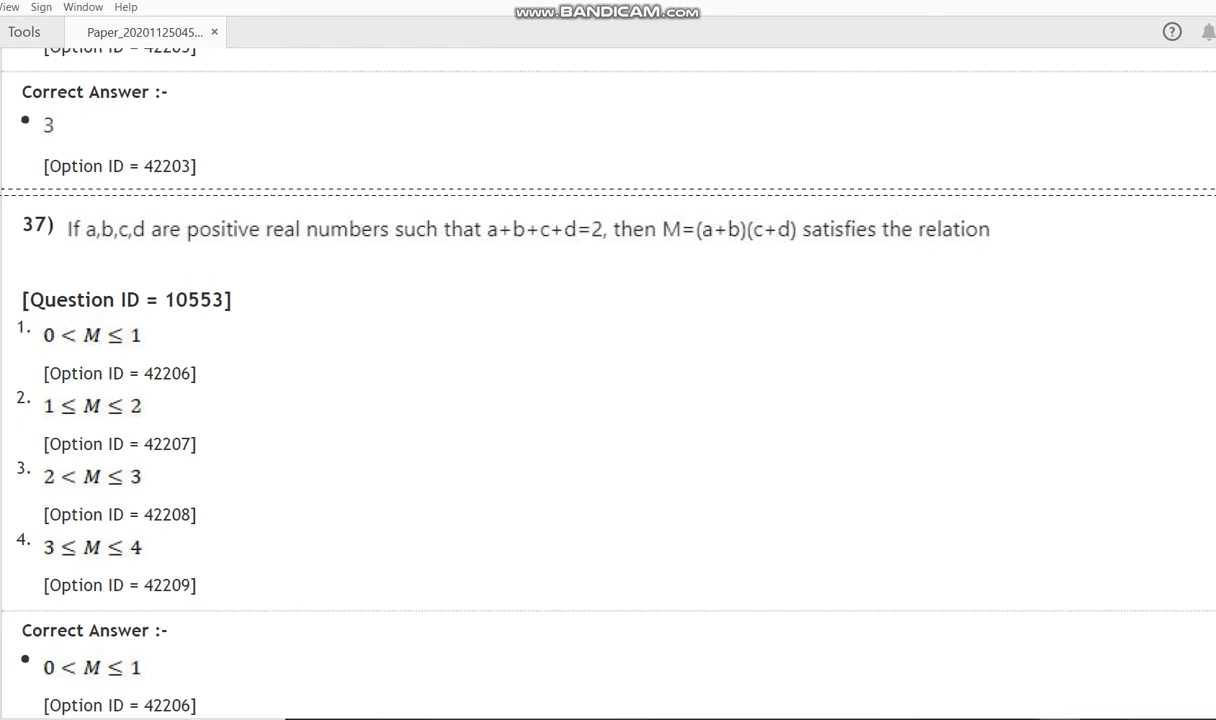 View Sign Window Help
www.BANDICAM.com
Tools Paper_20201125045... ×
[Option ID = 42205]
Correct Answer :-
• 3
[Option ID = 42203]
37) If a,b,c,d are positive real numbers such that a+b+c+d=2, then M=(a+b)(c+d) satisfies the relation
[Question ID = 10553]
1. 0 < M ≤ 1
[Option ID = 42206]
2. 1 ≤ M ≤ 2
[Option ID = 42207]
3. 2 < M ≤ 3
[Option ID = 42208]
4. 3 ≤ M ≤ 4
[Option ID = 42209]
Correct Answer :-
• 0 < M ≤ 1
[Option ID = 42206]